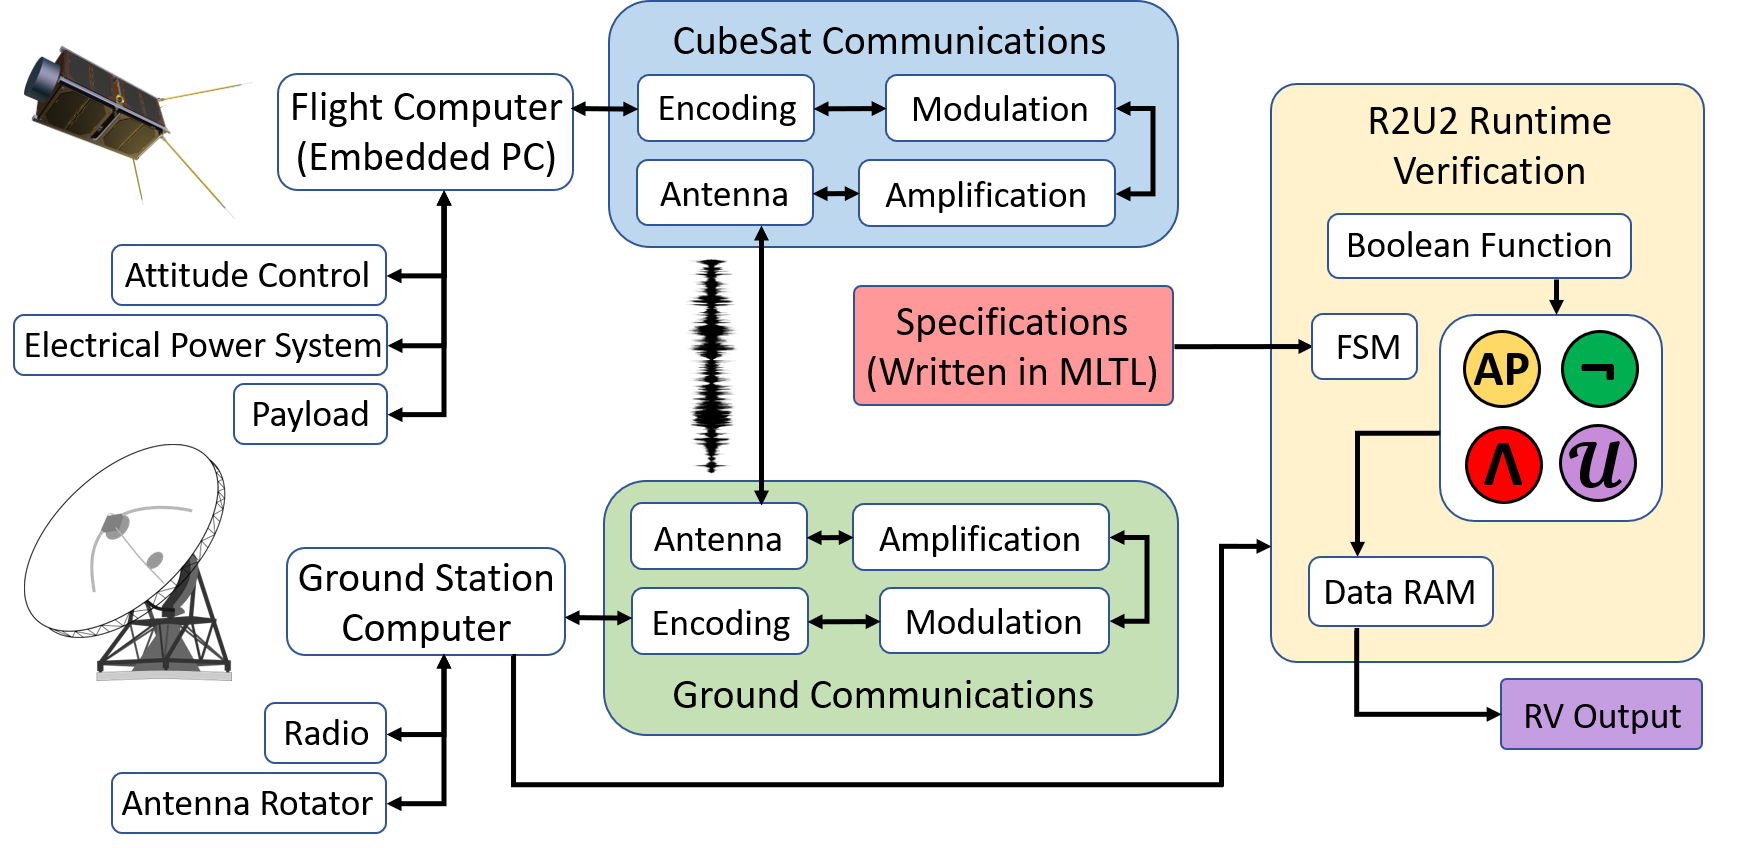 CubeSat Communications
Flight Computer
(Embedded PC)
Encoding
Modulation
Antenna
Amplification
Attitude Control
Electrical Power System
Payload
Specifications
(Written in MLTL)
R2U2 Runtime
Verification
Boolean Function
FSM
AP
¬
Λ
𝒰
Data RAM
RV Output
Antenna
Amplification
Encoding
Modulation
Ground Communications
Ground Station
Computer
Radio
Antenna Rotator